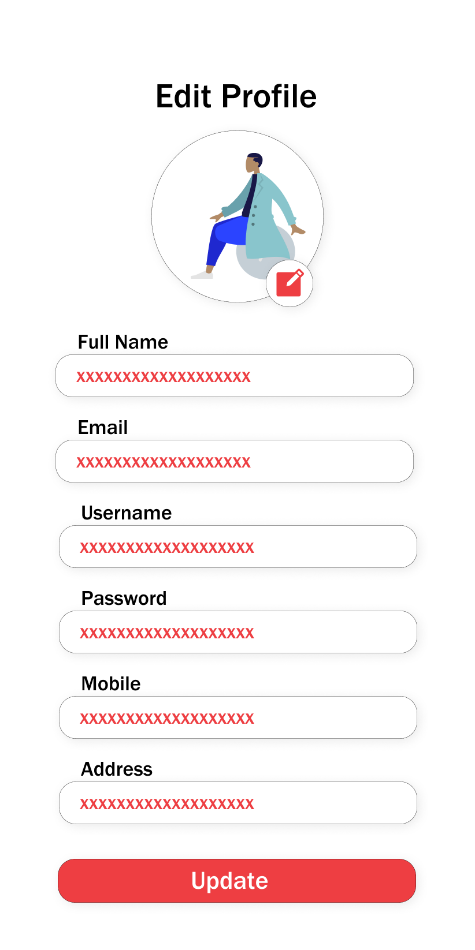 Edit Profile
Full Name
XXXXXXXXXXXXXXXXXXX
Email
XXXXXXXXXXXXXXXXXXX
Username
XXXXXXXXXXXXXXXXXXX
Password
XXXXXXXXXXXXXXXXXXX
Mobile
XXXXXXXXXXXXXXXXXXX
Address
XXXXXXXXXXXXXXXXXXX
Update